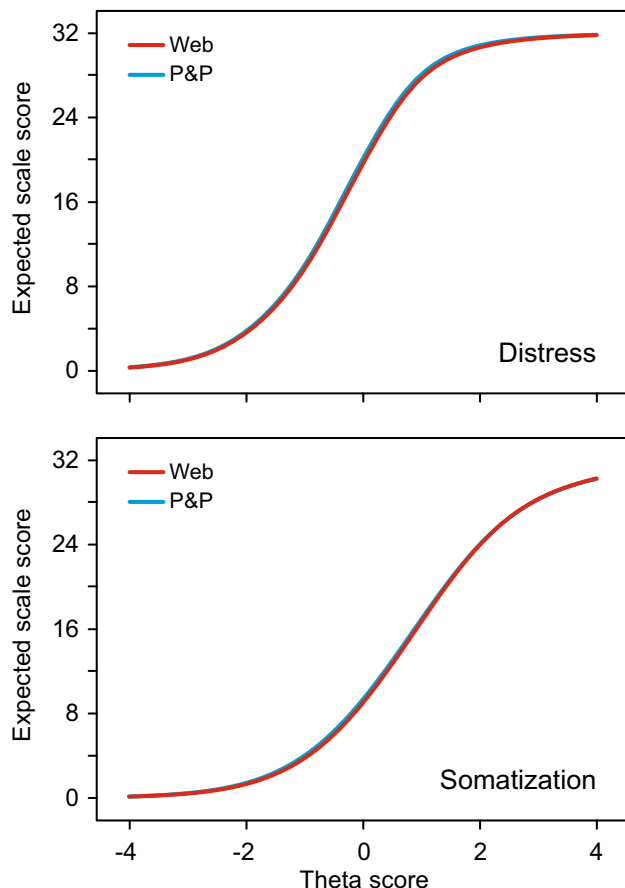 32
24
16
8
0
Expected scale score
Web
P&P
Distress
32
24
16
8
0
Expected scale score
Web
P&P
Somatization
-4 -2 0 2 4
Theta score